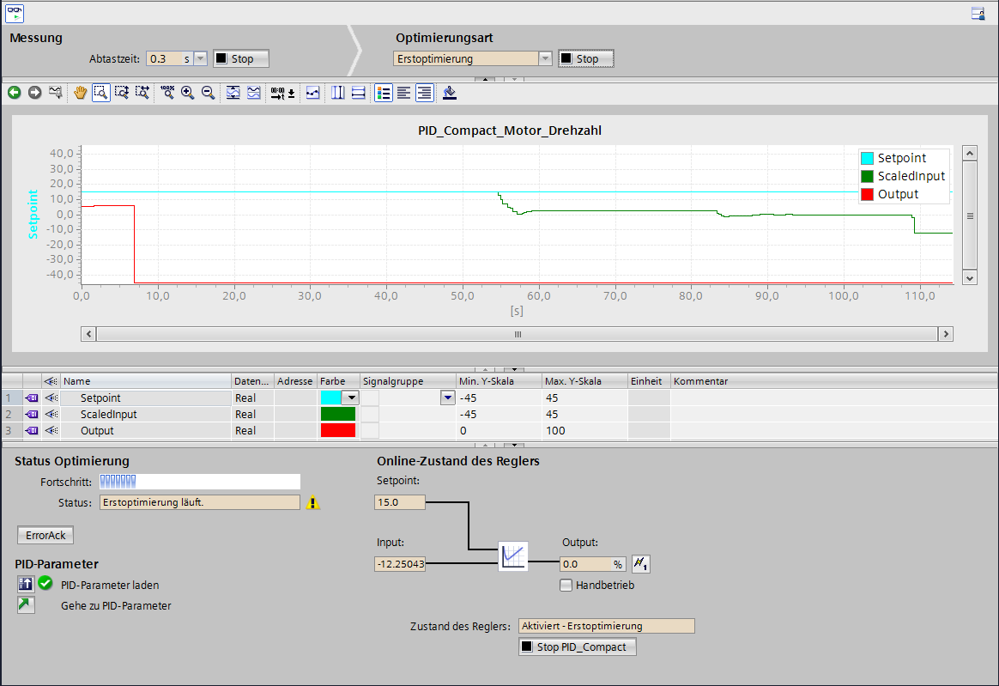 Messung
Optimierungsart
Abtastzeit: 0.3 s Stop
Erstoptimierung Stop
100%
00:00
PID_Compact_Motor_Drehzahl
Setpoint
40,0
30,0
20,0
10,0
0,0
-10,0
-20,0
-30,0
-40,0
Setpoint
ScaledInput
Output
0,0 10,0 20,0 30,0 40,0 50,0 60,0 70,0 80,0 90,0 100,0 110,0
[s]
Name Daten... Adresse Farbe Signalgruppe Min. Y-Skala Max. Y-Skala Einheit Kommentar
1 Setpoint Real -45 45
2 ScaledInput Real -45 45
3 Output Real 0 100
Status Optimierung
Fortschritt:
Status: Erstoptimierung läuft.
ErrorAck
PID-Parameter
PID-Parameter laden
Gehe zu PID-Parameter
Online-Zustand des Reglers
Setpoint:
15.0
Input:
-12.25043
Output:
0.0 %
Handbetrieb
Zustand des Reglers: Aktiviert - Erstoptimierung
Stop PID_Compact